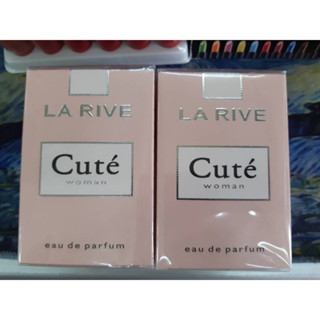 LA RIVE
Cuté
woman
eau de parfum
LA RIVE
Cuté
woman
eau de parfum